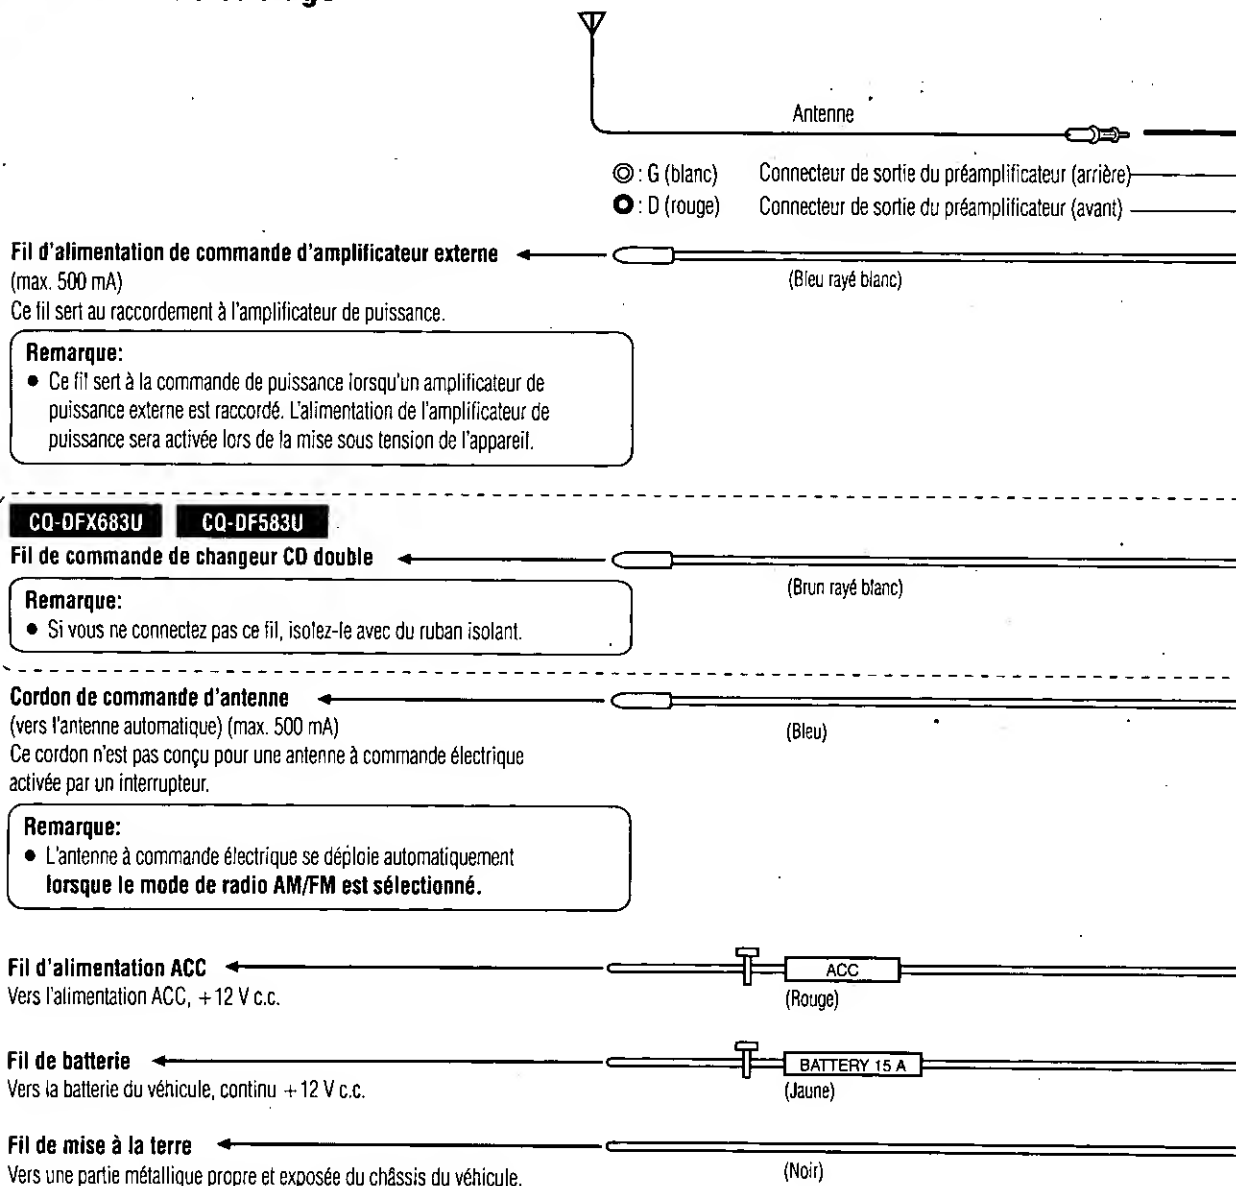 Antenne
◎ : G (blanc) Connecteur de sortie du préamplificateur (arrière)
O : D (rouge) Connecteur de sortie du préamplificateur (avant)
Fil d'alimentation de commande d'amplificateur externe
(max. 500 mA)
(Bleu rayé blanc)
Ce fil sert au raccordement à l'amplificateur de puissance.
Remarque:
● Ce fil sert à la commande de puissance lorsqu'un amplificateur de
puissance externe est raccordé. L'alimentation de l'amplificateur de
puissance sera activée lors de la mise sous tension de l'appareil.
CQ-DFX683U CQ-DF583U
Fil de commande de changeur CD double
(Brun rayé blanc)
Remarque:
● Si vous ne connectez pas ce fil, isolez-le avec du ruban isolant.
Cordon de commande d'antenne
(vers l'antenne automatique) (max. 500 mA)
(Bleu)
Ce cordon n'est pas conçu pour une antenne à commande électrique
activée par un interrupteur.
Remarque:
● L'antenne à commande électrique se déploie automatiquement
lorsque le mode de radio AM/FM est sélectionné.
Fil d'alimentation ACC
ACC
Vers l'alimentation ACC, +12 V c.c.
(Rouge)
Fil de batterie
BATTERY 15 A
Vers la batterie du véhicule, continu +12 V c.c.
(Jaune)
Fil de mise à la terre
Vers une partie métallique propre et exposée du châssis du véhicule.
(Noir)